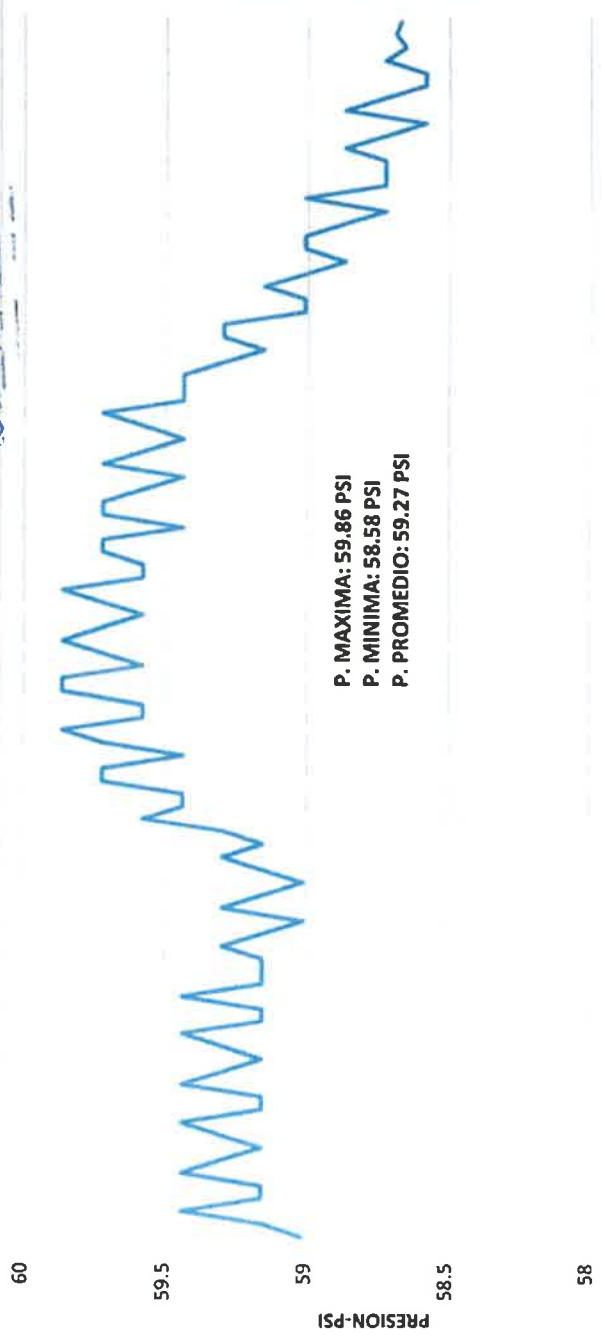 60
59.5
59
58.5
58
PRESION-PSI
P. MAXIMA: 59.86 PSI
P. MINIMA: 58.58 PSI
P. PROMEDIO: 59.27 PSI